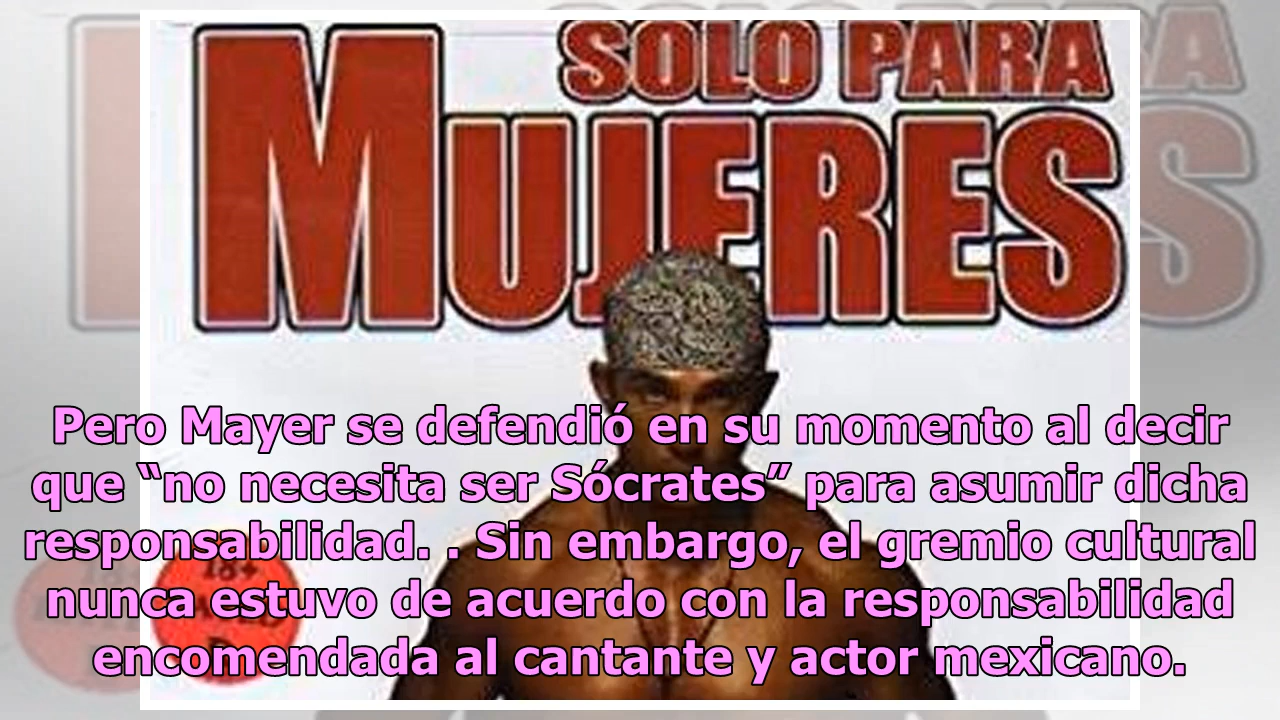 SOLO PARA
MUJERES
Pero Mayer se defendió en su momento al decir
que “no necesita ser Sócrates” para asumir dicha
responsabilidad. . Sin embargo, el gremio cultural
18+
nunca estuvo de acuerdo con la responsabilidad
encomendada al cantante y actor mexicano.